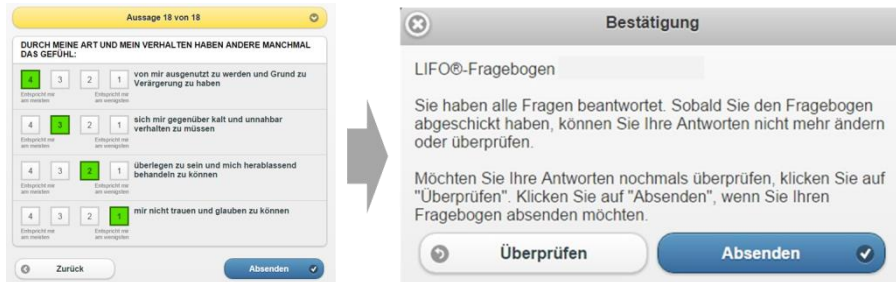 Aussage 18 von 18
DURCH MEINE ART UND MEIN VERHALTEN HABEN ANDERE MANCHMAL
DAS GEFÜHL:
4 3 2 1 von mir ausgenutzt zu werden und Grund zu
Verärgerung zu haben
Entspricht mir Entspricht mir
am meisten am wenigsten
4 3 2 1 sich mir gegenüber kalt und unnahbar
verhalten zu müssen
Entspricht mir Entspricht mir
am meisten am wenigsten
4 3 2 1 überlegen zu sein und mich herablassend
behandeln zu können
Entspricht mir Entspricht mir
am meisten am wenigsten
4 3 2 1 mir nicht trauen und glauben zu können
Entspricht mir Entspricht mir
am meisten am wenigsten
Zurück Absenden
Bestätigung
LIFO®-Fragebogen
Sie haben alle Fragen beantwortet. Sobald Sie den Fragebogen
abgeschickt haben, können Sie Ihre Antworten nicht mehr ändern
oder überprüfen.
Möchten Sie Ihre Antworten nochmals überprüfen, klicken Sie auf
"Überprüfen". Klicken Sie auf "Absenden", wenn Sie Ihren
Fragebogen absenden möchten.
Überprüfen Absenden